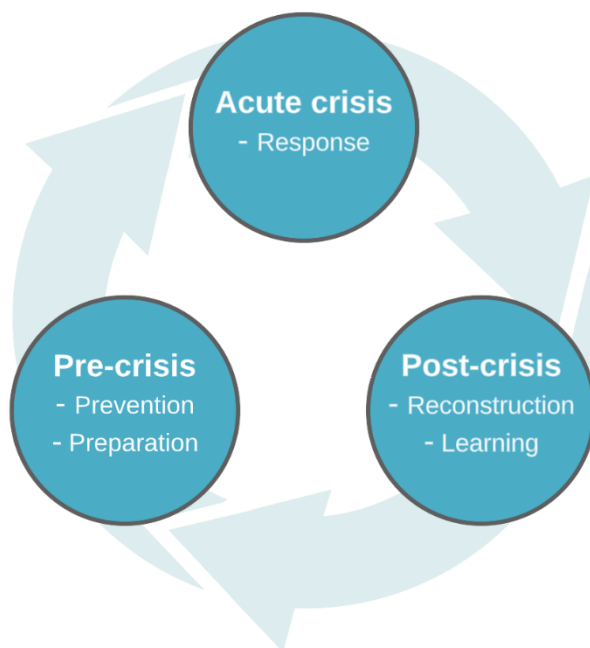 Acute crisis
- Response
Pre-crisis
- Prevention
- Preparation
Post-crisis
- Reconstruction
- Learning